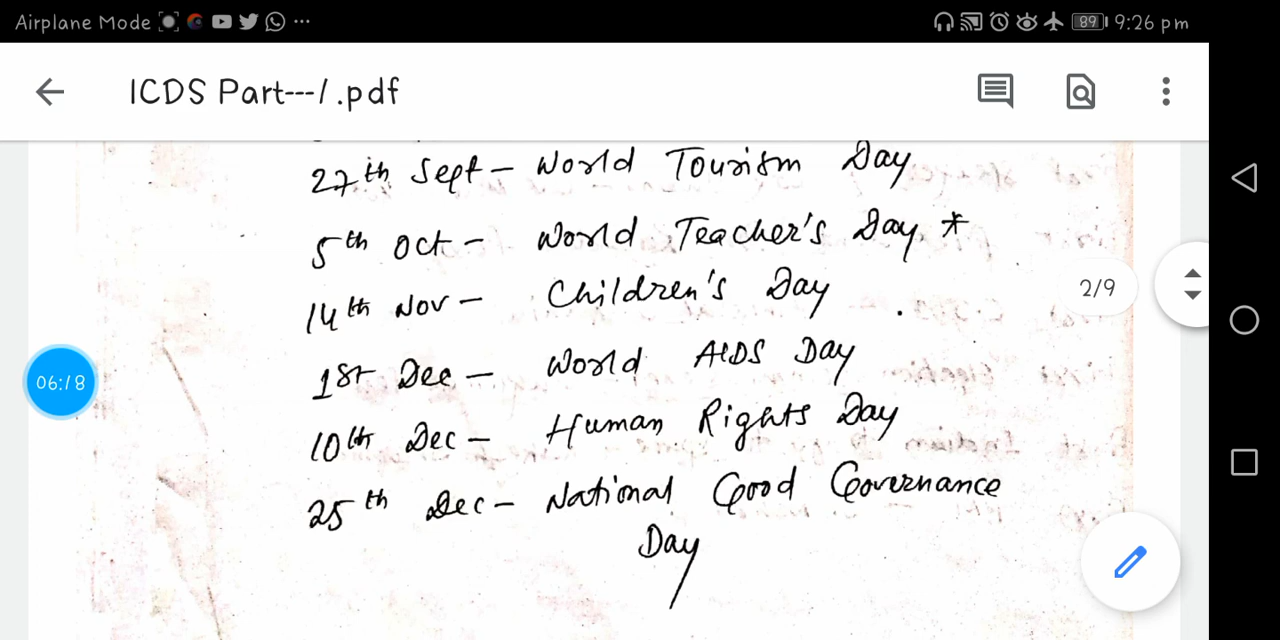 Airplane Mode ... 89 9:26 pm
ICDS Part---1 .pdf
27th Sept - World Tourism Day
5th Oct - World Teacher's Day *
14th Nov - Children's Day
2/9
1st Dec - World AIDS Day
06:18
10th Dec - Human Rights Day
25th Dec - National Good Governance
Day